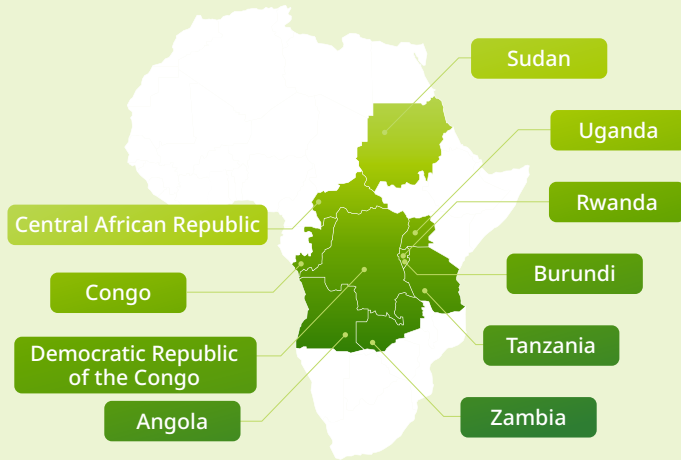 Sudan
Uganda
Rwanda
Central African Republic
Burundi
Congo
Tanzania
Democratic Republic
of the Congo
Angola
Zambia